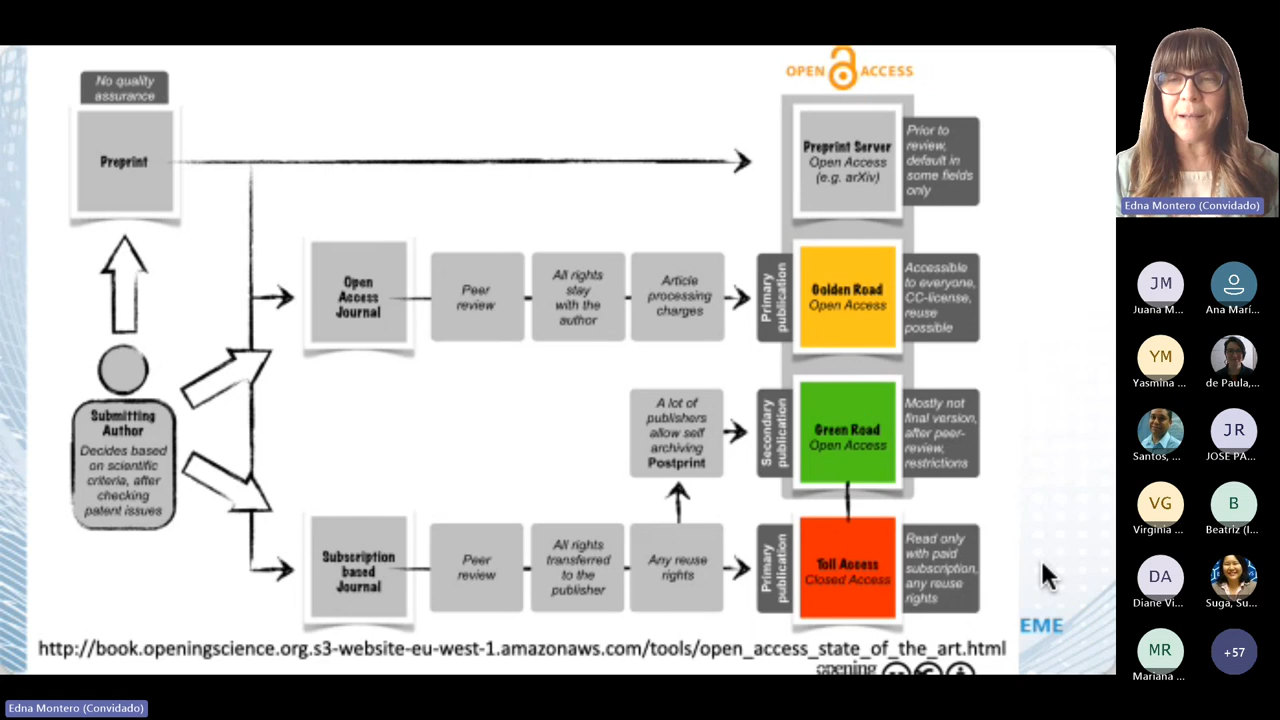 No quality
assurance
Preprint
OPEN ACCESS
Preprint Server
Open Access
(e.g. arXiv)
Prior to
review,
default in
some fields
only
Open
Access
Journal
Peer
review
All rights
stay
with the
author
Article
processing
charges
Primary
publication
Golden Road
Open Access
Accessible
to everyone,
CC-license,
reuse
possible
Submitting
Author
Decides based
on scientific
criteria, after
checking
patent issues
A lot of
publishers
allow self
archiving
Postprint
Secondary
publication
Green Road
Open Access
Mostly not
final version,
after peer-
review,
restrictions
Subscription
based
Journal
Peer
review
All rights
transferred
to the
publisher
Any reuse
rights
Primary
publication
Toll Access
Closed Access
Read only
with paid
subscription,
any reuse
rights
EME
http://book.openingscience.org.s3-website-eu-west-1.amazonaws.com/tools/open_access_state_of_the_art.html
opening
Edna Montero (Convidado)
JM
Juana M...
Ana Marí...
YM
Yasmina ...
de Paula,...
Santos, ...
JR
JOSE PA...
VG
Virginia ...
B
Beatriz (I...
DA
Diane Vi...
Suga, Su...
MR
Mariana ...
+57
Edna Montero (Convidado)